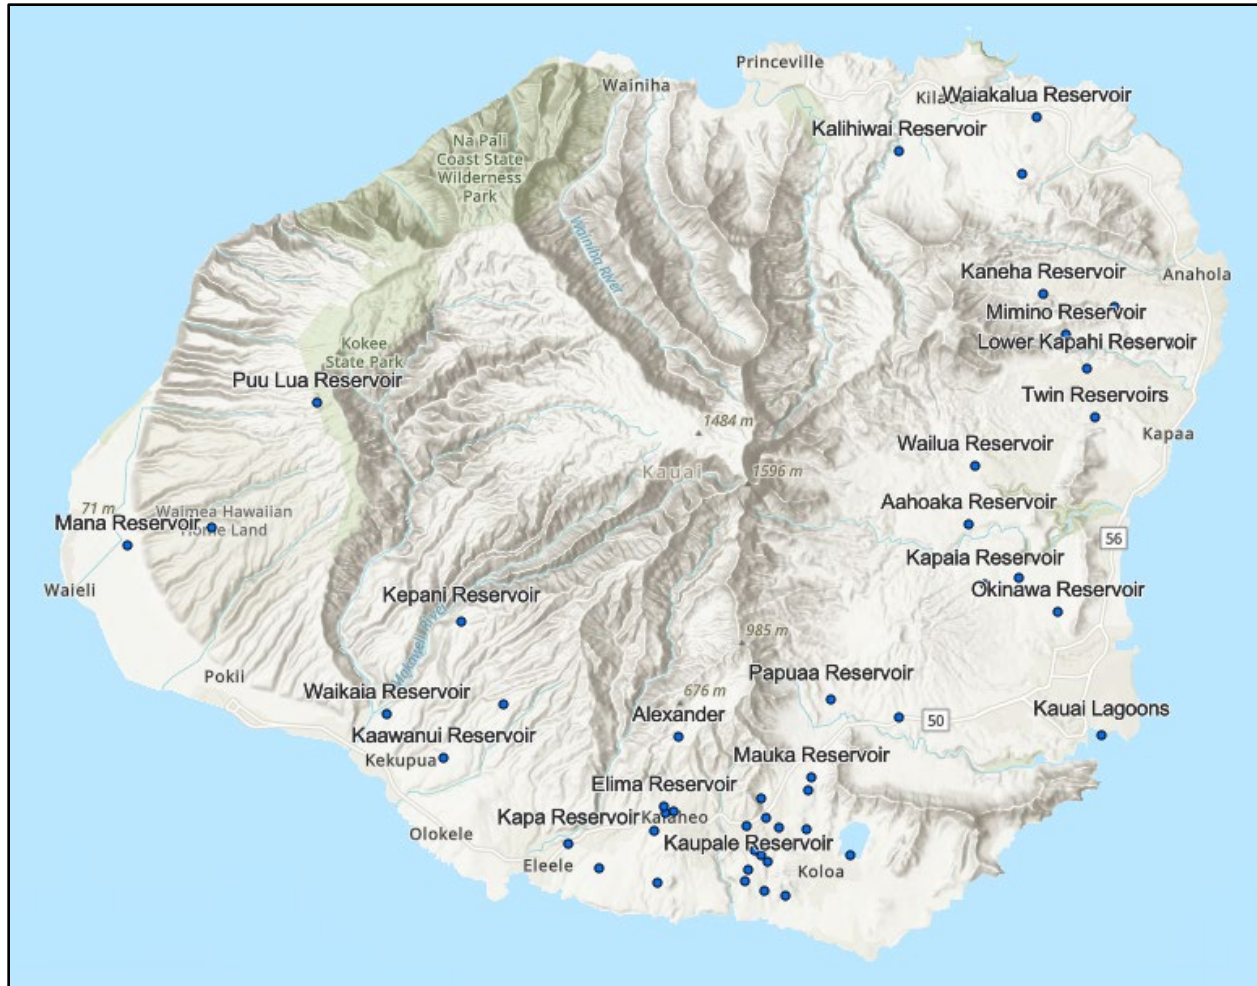 Princeville
Wainiha
Waiakalua Reservoir
Kalihiwai Reservoir
Na Pali
Coast State
Wilderness
Park
Wainiha River
Kaneha Reservoir
Anahola
Mimino Reservoir
Lower Kapahi Reservoir
Kokee
State Park
Puu Lua Reservoir
Twin Reservoirs
1484 m
Kapaa
Wailua Reservoir
Kauai
1596 m
Aahoaka Reservoir
71 m
Waimea Hawaiian
Home Land
Mana Reservoir
56
Kapaia Reservoir
Waieli
Okinawa Reservoir
Kepani Reservoir
Makaweli River
985 m
Pokii
Papuaa Reservoir
Waikaia Reservoir
676 m
Alexander
Kauai Lagoons
50
Kaawanui Reservoir
Kekupua
Mauka Reservoir
Elima Reservoir
Kapa Reservoir
Kalaheo
Olokele
Kaupale Reservoir
Eleele
Koloa